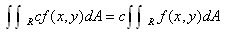 ∬_R cf(x, y)dA = c∬_R f(x, y)dA